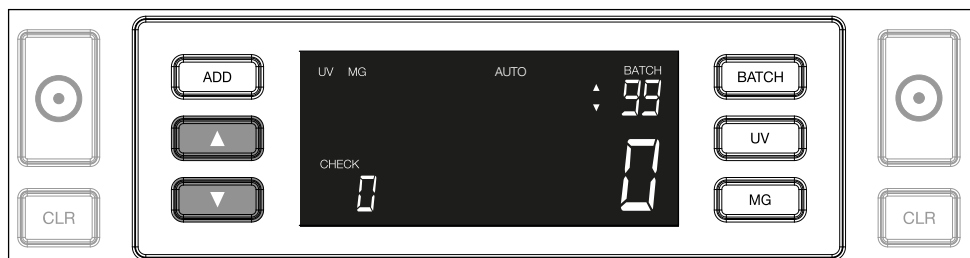 ADD
UV MG AUTO BATCH
99
CHECK
0
0
BATCH
UV
MG
CLR
CLR